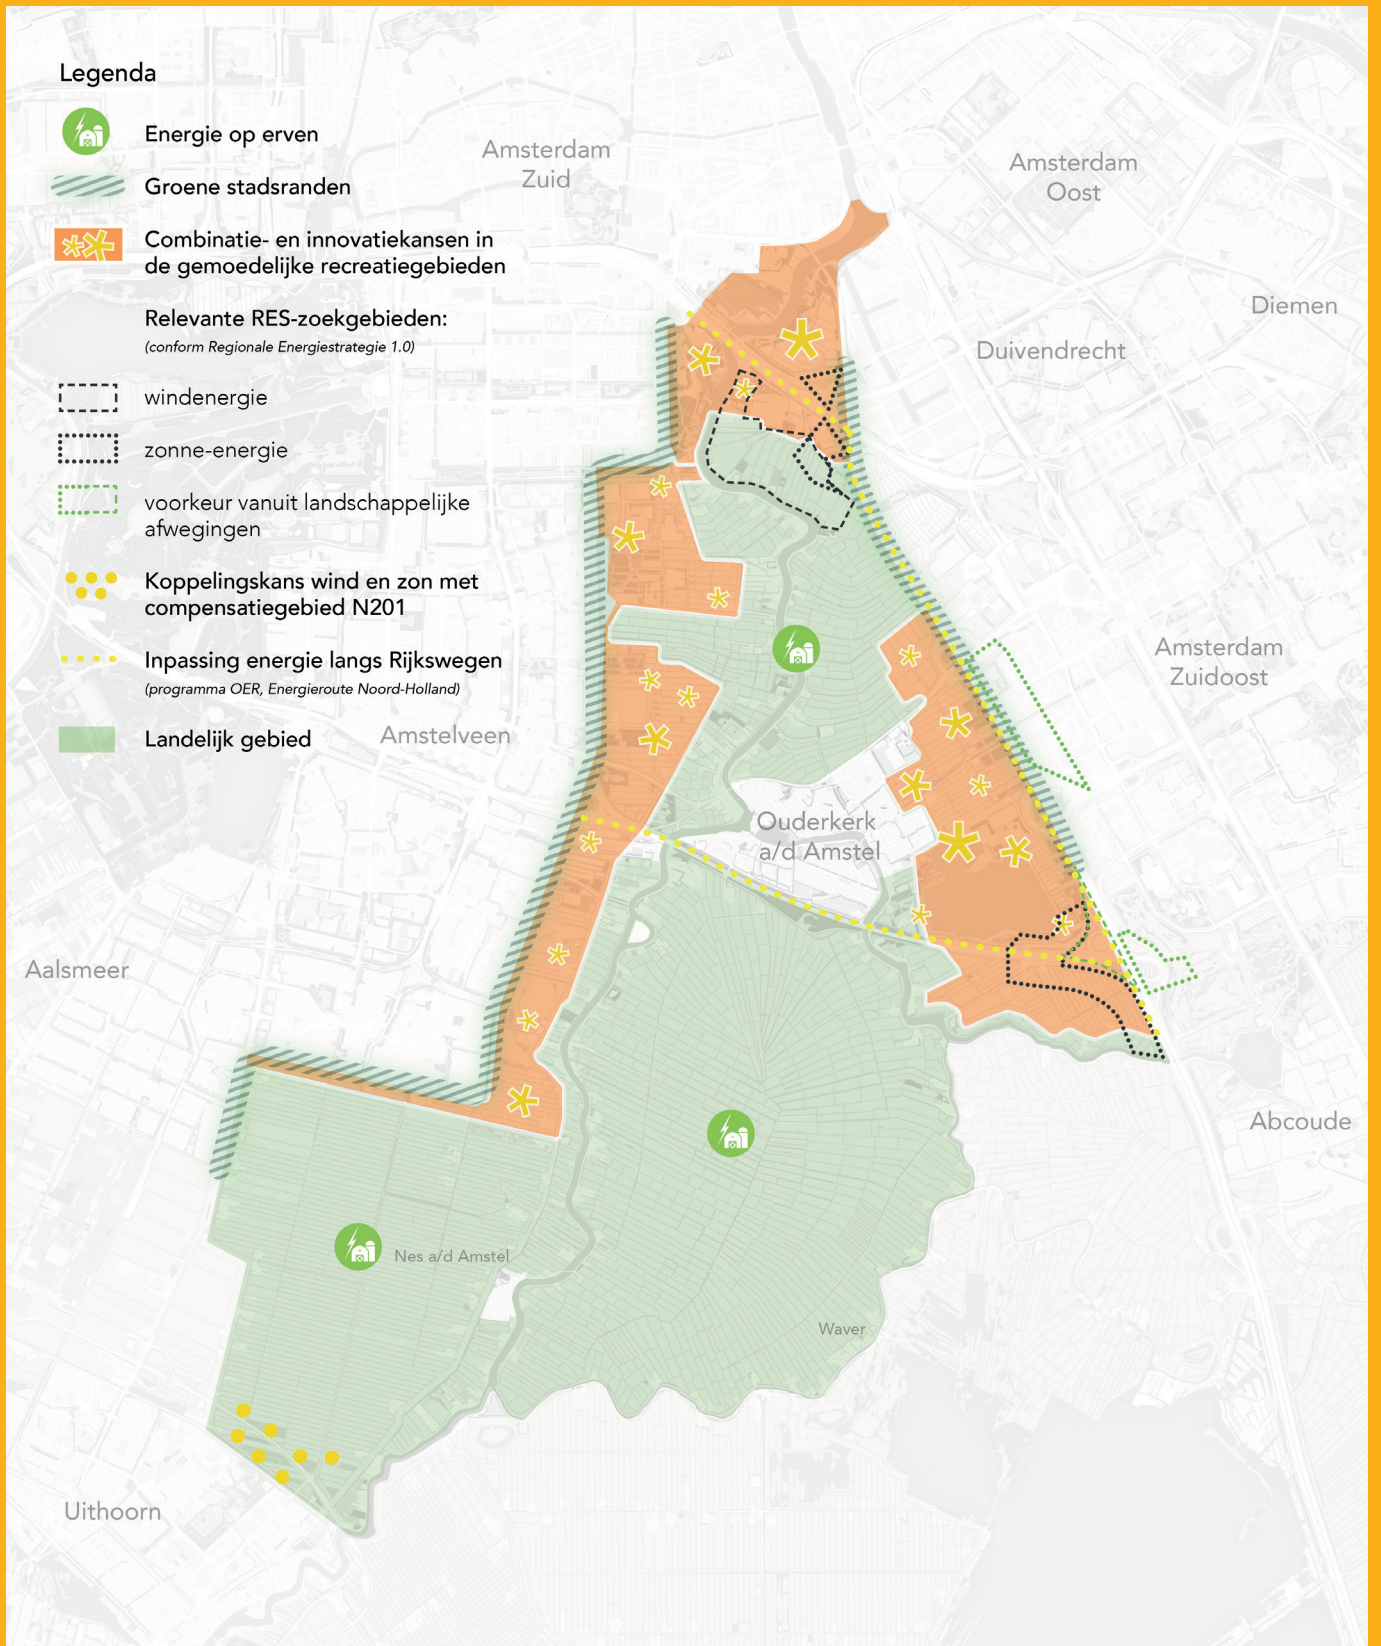 Legenda
Energie op erven
Groene stadsranden
Combinatie- en innovatiekansen in
de gemoedelijke recreatiegebieden
Relevante RES-zoekgebieden:
(conform Regionale Energiestrategie 1.0)
windenergie
zonne-energie
voorkeur vanuit landschappelijke
afwegingen
Koppelingskans wind en zon met
compensatiegebied N201
Inpassing energie langs Rijkswegen
(programma OER, Energieroute Noord-Holland)
Landelijk gebied
Amsterdam
Zuid
Amsterdam
Oost
Diemen
Duivendrecht
Amsterdam
Zuidoost
Amstelveen
Ouderkerk
a/d Amstel
Aalsmeer
Abcoude
Nes a/d Amstel
Waver
Uithoorn